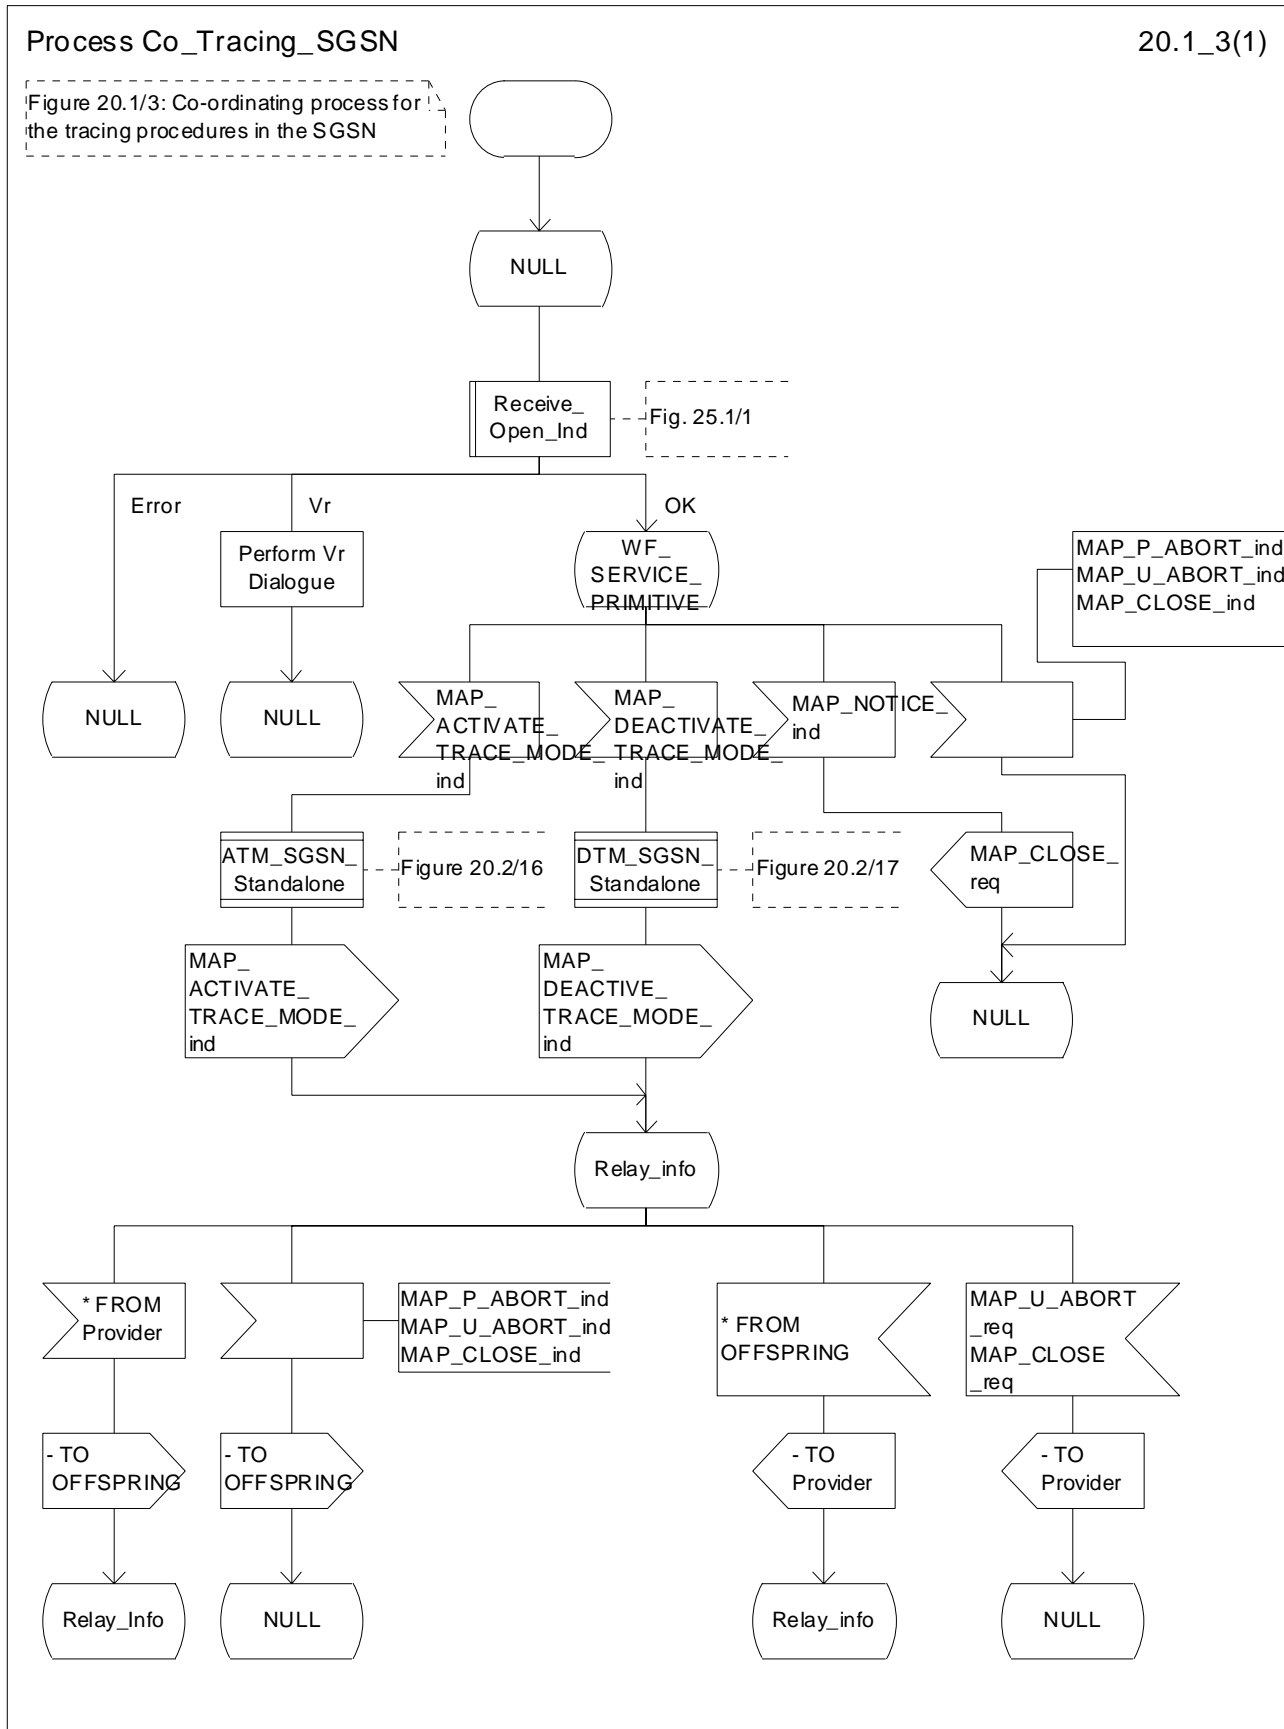 Process Co_Tracing_SGSN
20.1_3(1)
Figure 20.1/3: Co-ordinating process for
the tracing procedures in the SGSN
NULL
Receive_
Open_Ind
Fig. 25.1/1
Error
Vr
OK
Perform Vr
Dialogue
WF_
SERVICE_
PRIMITIVE
MAP_P_ABORT_ind
MAP_U_ABORT_ind
MAP_CLOSE_ind
NULL
NULL
MAP_
ACTIVATE_
TRACE_MODE_
ind
MAP_
DEACTIVATE_
TRACE_MODE_
ind
MAP_NOTICE_
ind
ATM_SGSN_
Standalone
Figure 20.2/16
DTM_SGSN_
Standalone
Figure 20.2/17
MAP_CLOSE_
req
MAP_
ACTIVATE_
TRACE_MODE_
ind
MAP_
DEACTIVE_
TRACE_MODE_
ind
NULL
Relay_info
* FROM
Provider
MAP_P_ABORT_ind
MAP_U_ABORT_ind
MAP_CLOSE_ind
* FROM
OFFSPRING
MAP_U_ABORT
_req
MAP_CLOSE
_req
- TO
OFFSPRING
- TO
OFFSPRING
- TO
Provider
- TO
Provider
Relay_Info
NULL
Relay_info
NULL